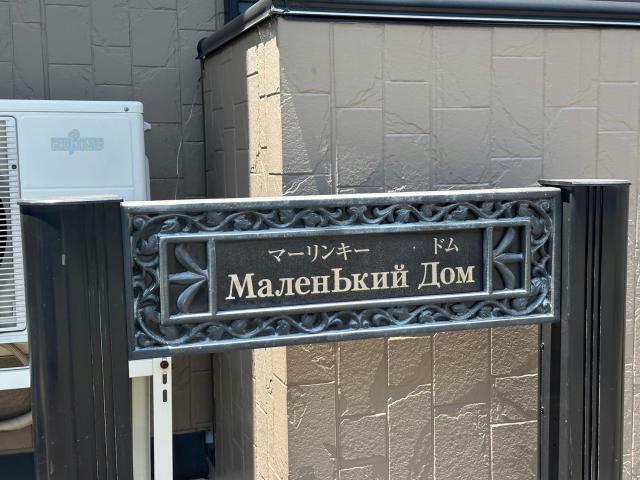 マーリンキー ドム
МаленЬкий Дом